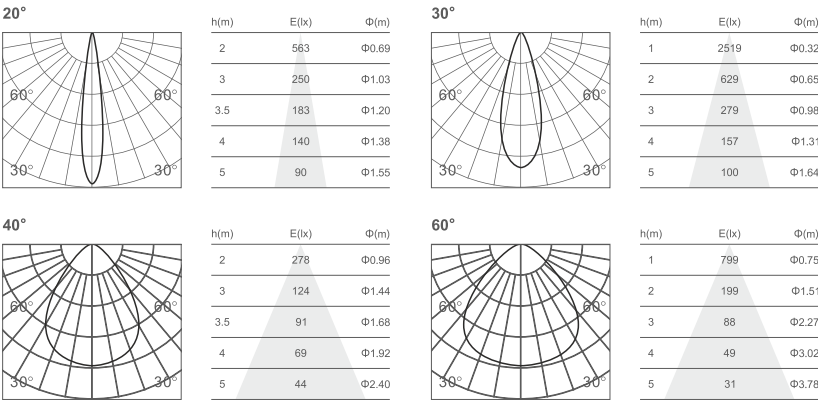 20°
60° 60°
30° 30°
h(m) E(lx) Φ(m)
2 563 Φ0.69
3 250 Φ1.03
3.5 183 Φ1.20
4 140 Φ1.38
5 90 Φ1.55
30°
60° 60°
30° 30°
h(m) E(lx) Φ(m)
1 2519 Φ0.32
2 629 Φ0.65
3 279 Φ0.98
4 157 Φ1.31
5 100 Φ1.64
40°
60° 60°
30° 30°
h(m) E(lx) Φ(m)
2 278 Φ0.96
3 124 Φ1.44
3.5 91 Φ1.68
4 69 Φ1.92
5 44 Φ2.40
60°
60° 60°
30° 30°
h(m) E(lx) Φ(m)
1 799 Φ0.75
2 199 Φ1.51
3 88 Φ2.27
4 49 Φ3.02
5 31 Φ3.78